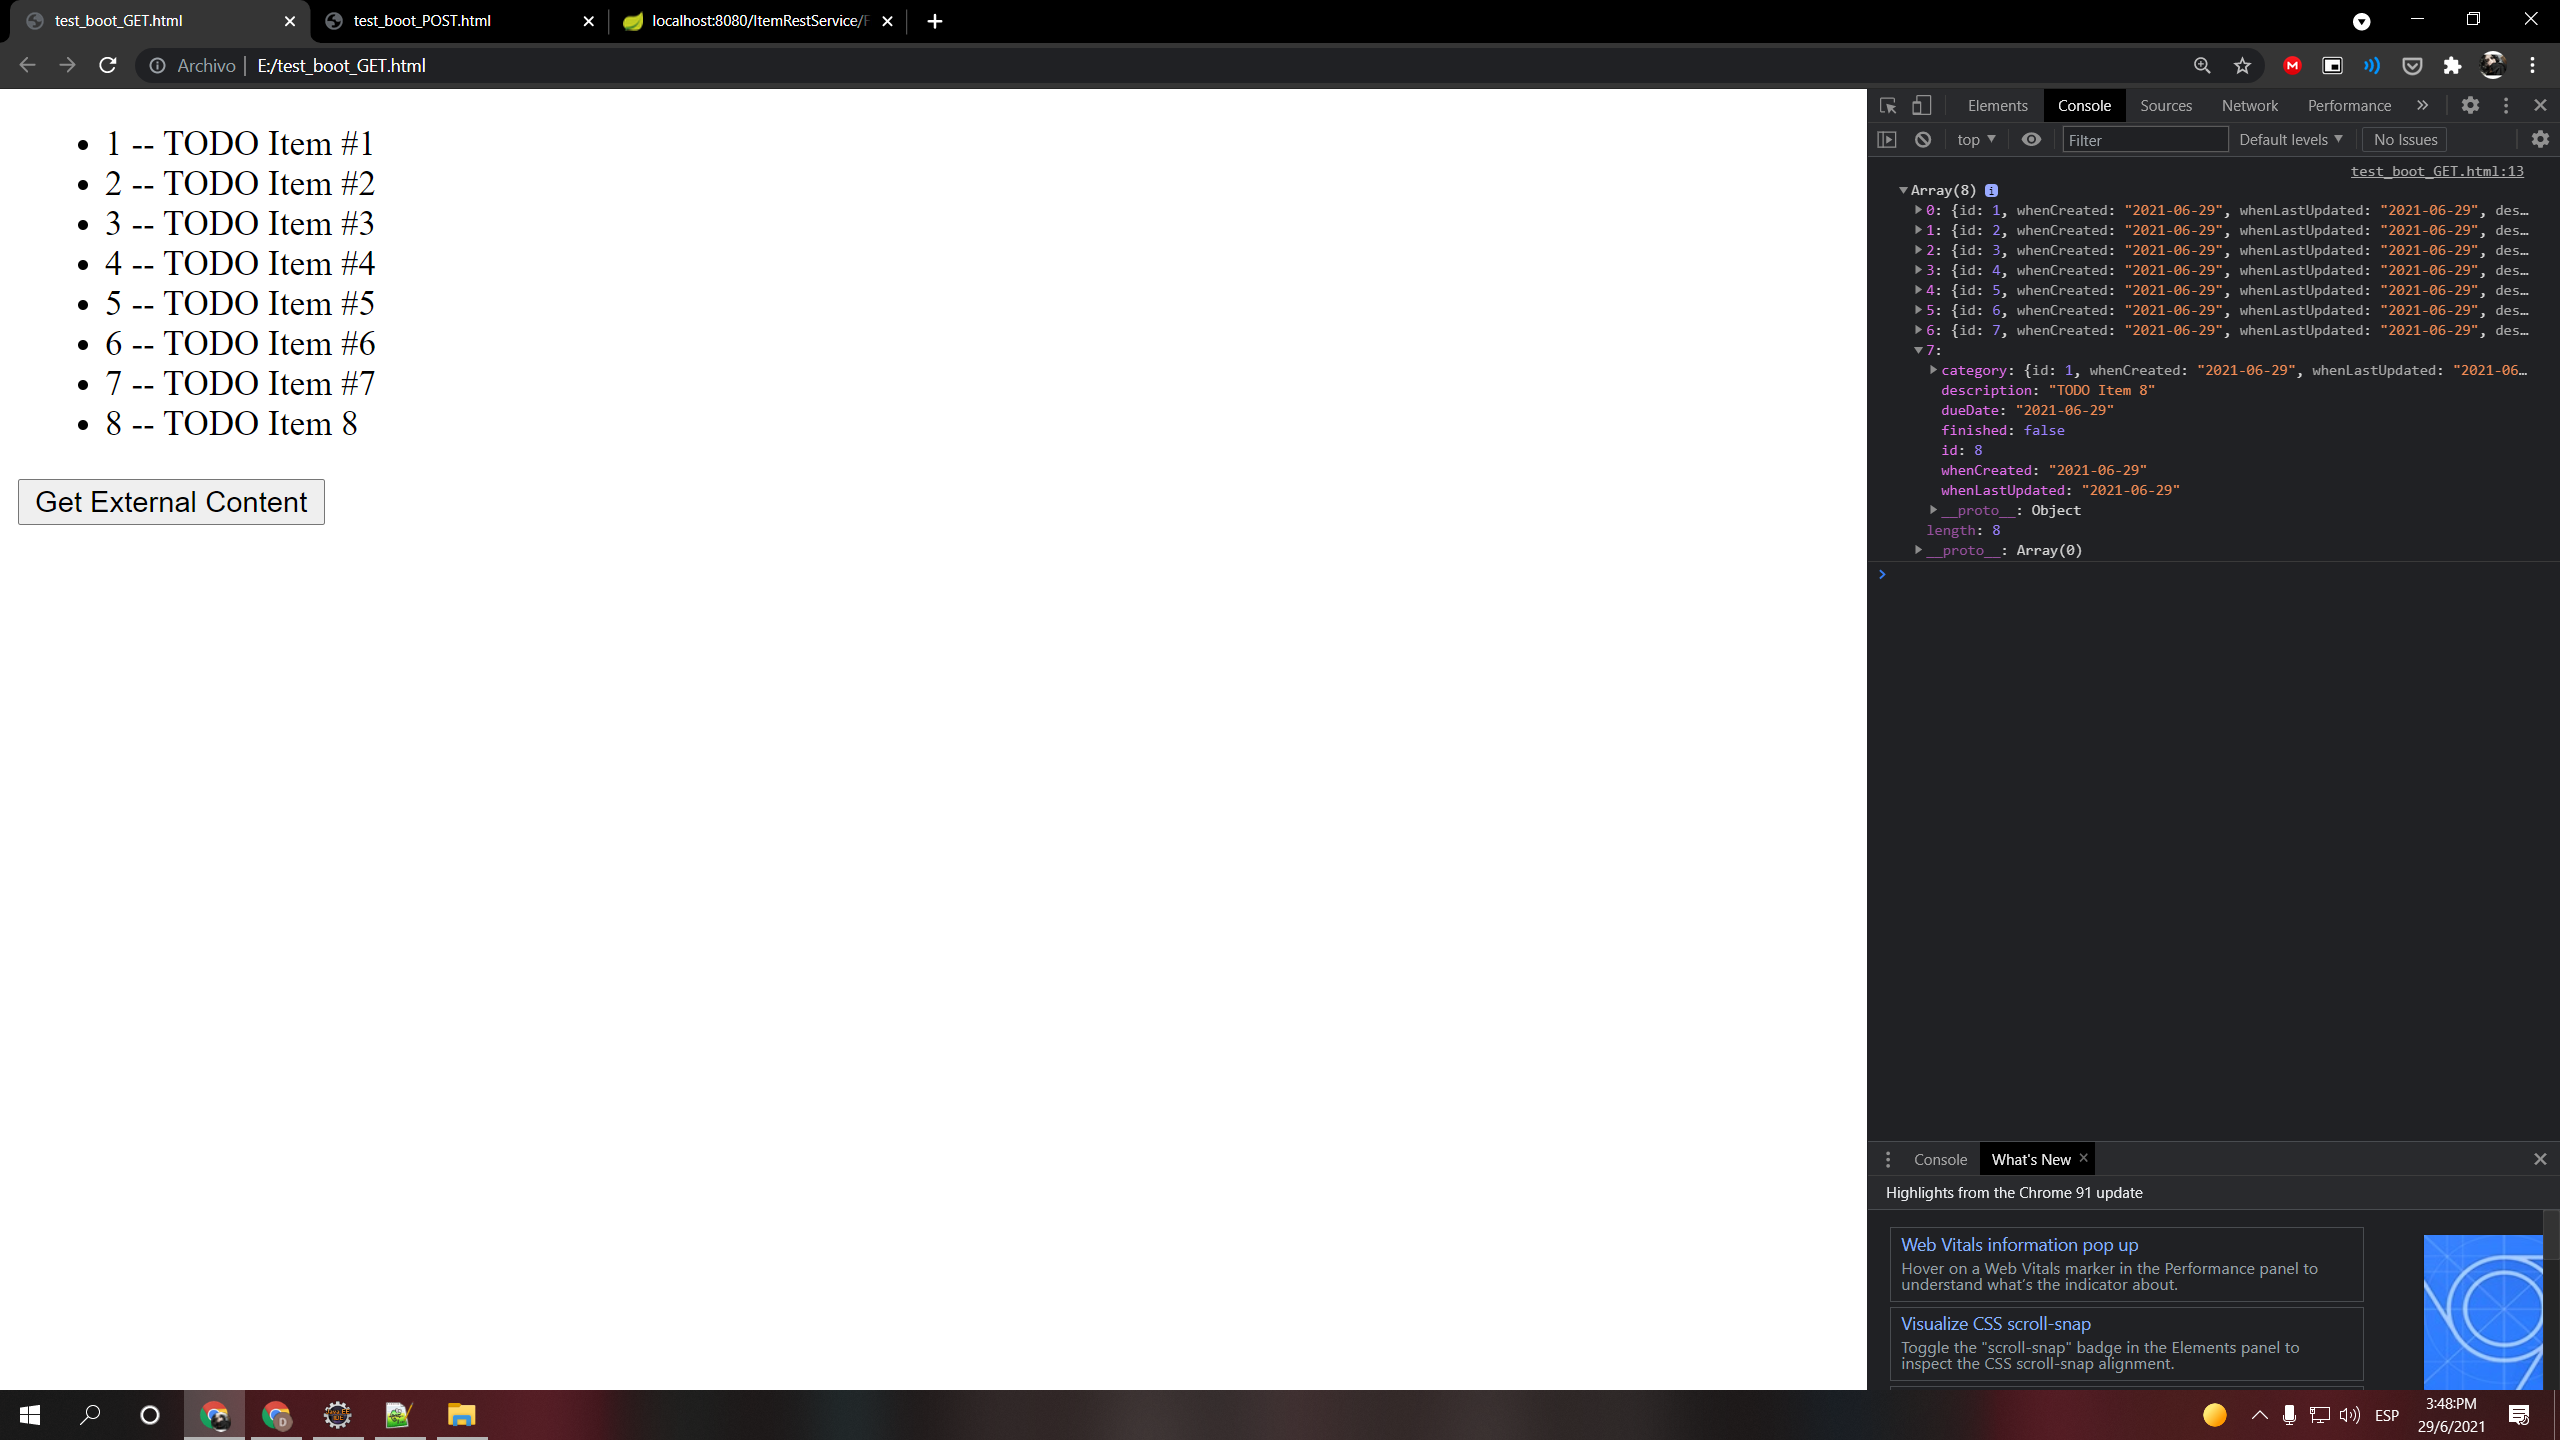 test_boot_GET.html
test_boot_POST.html
localhost:8080/ItemRestService/F
Archivo
E:/test_boot_GET.html
1 -- TODO Item #1
2 -- TODO Item #2
3 -- TODO Item #3
4 -- TODO Item #4
5 -- TODO Item #5
6 -- TODO Item #6
7 -- TODO Item #7
8 -- TODO Item 8
Get External Content
Elements Console Sources Network Performance
top Filter Default levels No Issues
test_boot_GET.html:13
Array(8) i
0: {id: 1, whenCreated: "2021-06-29", whenLastUpdated: "2021-06-29", des…
1: {id: 2, whenCreated: "2021-06-29", whenLastUpdated: "2021-06-29", des…
2: {id: 3, whenCreated: "2021-06-29", whenLastUpdated: "2021-06-29", des…
3: {id: 4, whenCreated: "2021-06-29", whenLastUpdated: "2021-06-29", des…
4: {id: 5, whenCreated: "2021-06-29", whenLastUpdated: "2021-06-29", des…
5: {id: 6, whenCreated: "2021-06-29", whenLastUpdated: "2021-06-29", des…
6: {id: 7, whenCreated: "2021-06-29", whenLastUpdated: "2021-06-29", des…
7:
category: {id: 1, whenCreated: "2021-06-29", whenLastUpdated: "2021-06…
description: "TODO Item 8"
dueDate: "2021-06-29"
finished: false
id: 8
whenCreated: "2021-06-29"
whenLastUpdated: "2021-06-29"
__proto__: Object
length: 8
__proto__: Array(0)
Console What's New
Highlights from the Chrome 91 update
Web Vitals information pop up
Hover on a Web Vitals marker in the Performance panel to
understand what's the indicator about.
Visualize CSS scroll-snap
Toggle the "scroll-snap" badge in the Elements panel to
inspect the CSS scroll-snap alignment.
ESP
3:48:PM
29/6/2021